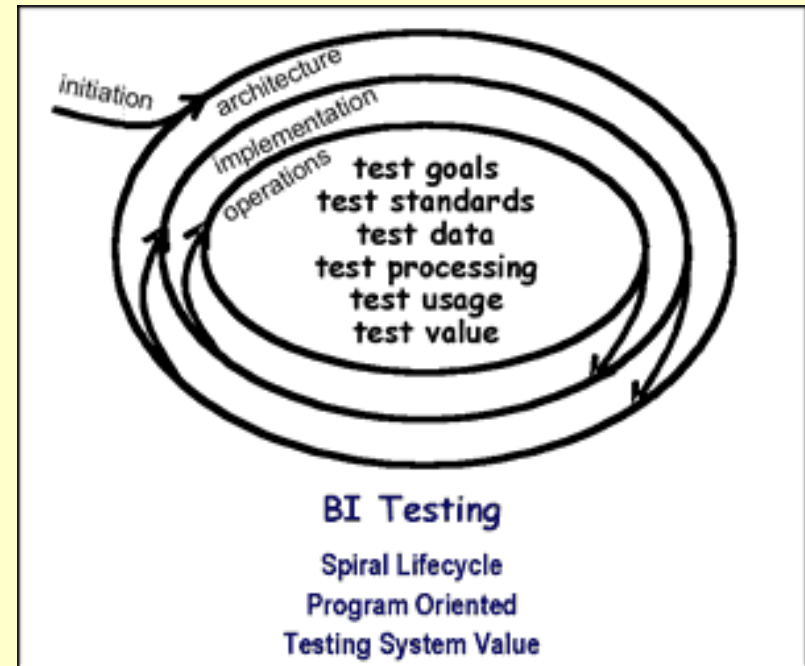 initiation
architecture
implementation
operations
test goals
test standards
test data
test processing
test usage
test value
BI Testing
Spiral Lifecycle
Program Oriented
Testing System Value